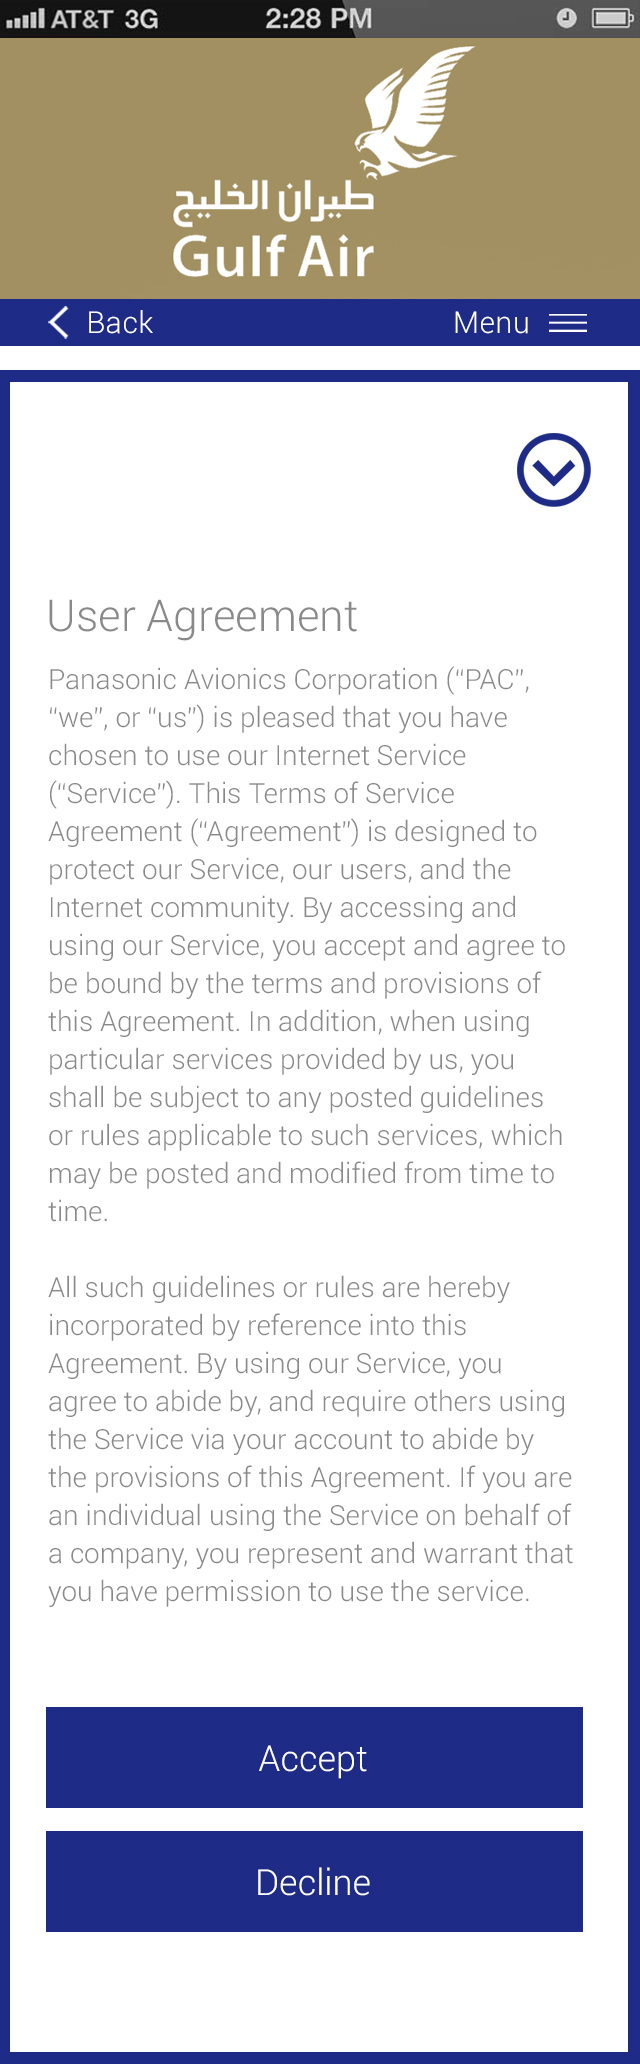 AT&T 3G 2:28 PM
طيران الخليج
Gulf Air
Back Menu
User Agreement
Panasonic Avionics Corporation (“PAC”,
“we”, or “us”) is pleased that you have
chosen to use our Internet Service
(“Service”). This Terms of Service
Agreement (“Agreement”) is designed to
protect our Service, our users, and the
Internet community. By accessing and
using our Service, you accept and agree to
be bound by the terms and provisions of
this Agreement. In addition, when using
particular services provided by us, you
shall be subject to any posted guidelines
or rules applicable to such services, which
may be posted and modified from time to
time.
All such guidelines or rules are hereby
incorporated by reference into this
Agreement. By using our Service, you
agree to abide by, and require others using
the Service via your account to abide by
the provisions of this Agreement. If you are
an individual using the Service on behalf of
a company, you represent and warrant that
you have permission to use the service.
Accept
Decline